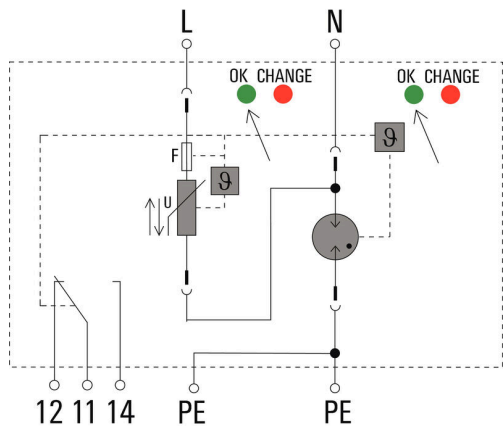 L N
OK CHANGE OK CHANGE
ϑ
F
ϑ
U
12 11 14 PE PE